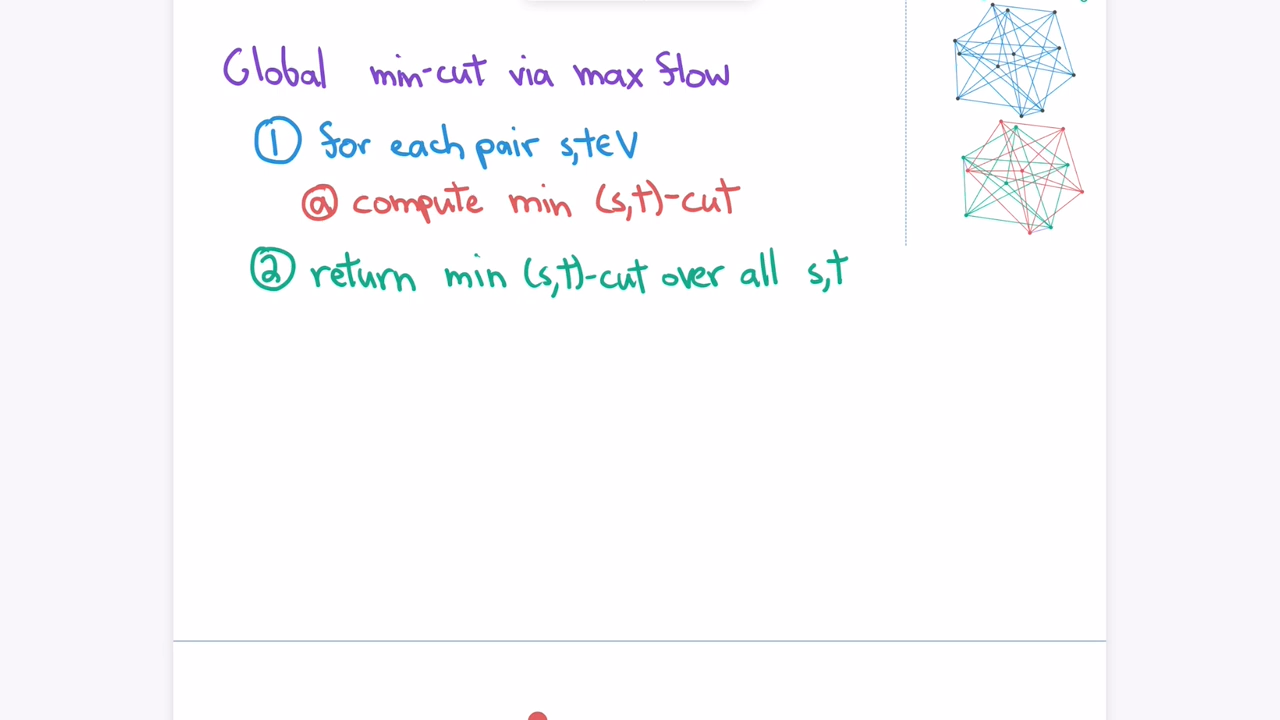 Global min-cut via max flow
① for each pair s,t∈V
ⓐ compute min (s,t)-cut
② return min (s,t)-cut over all s,t